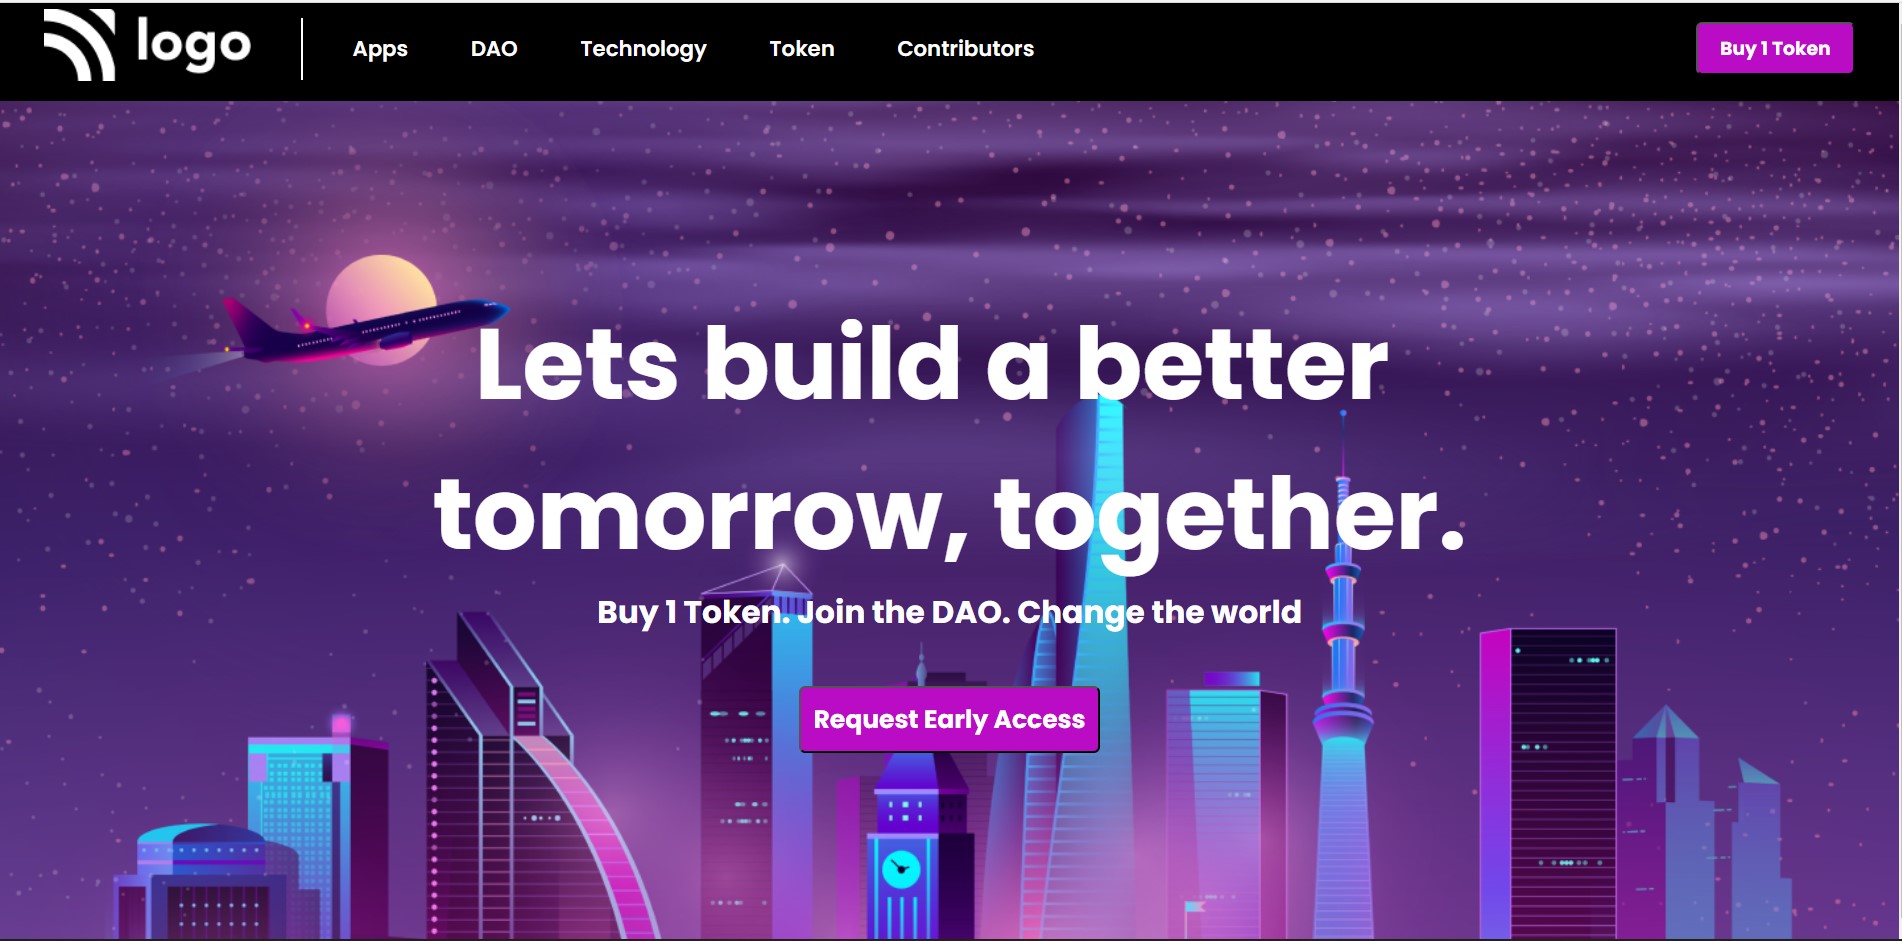 logo
Apps DAO Technology Token Contributors
Buy 1 Token
Lets build a better
tomorrow, together.
Buy 1 Token. Join the DAO. Change the world
Request Early Access